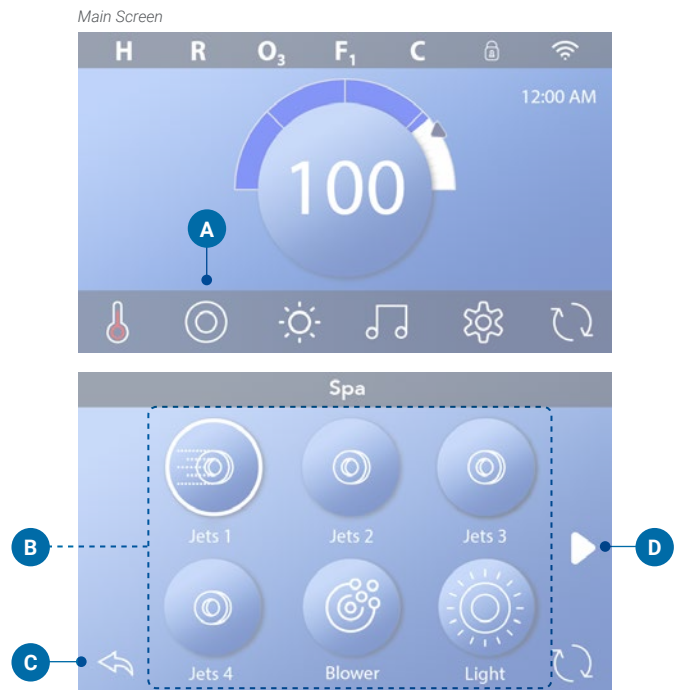 Main Screen
H R O₃ F₁ C
12:00 AM
100
A
Spa
Jets 1 Jets 2 Jets 3
B
D
Jets 4 Blower Light
C